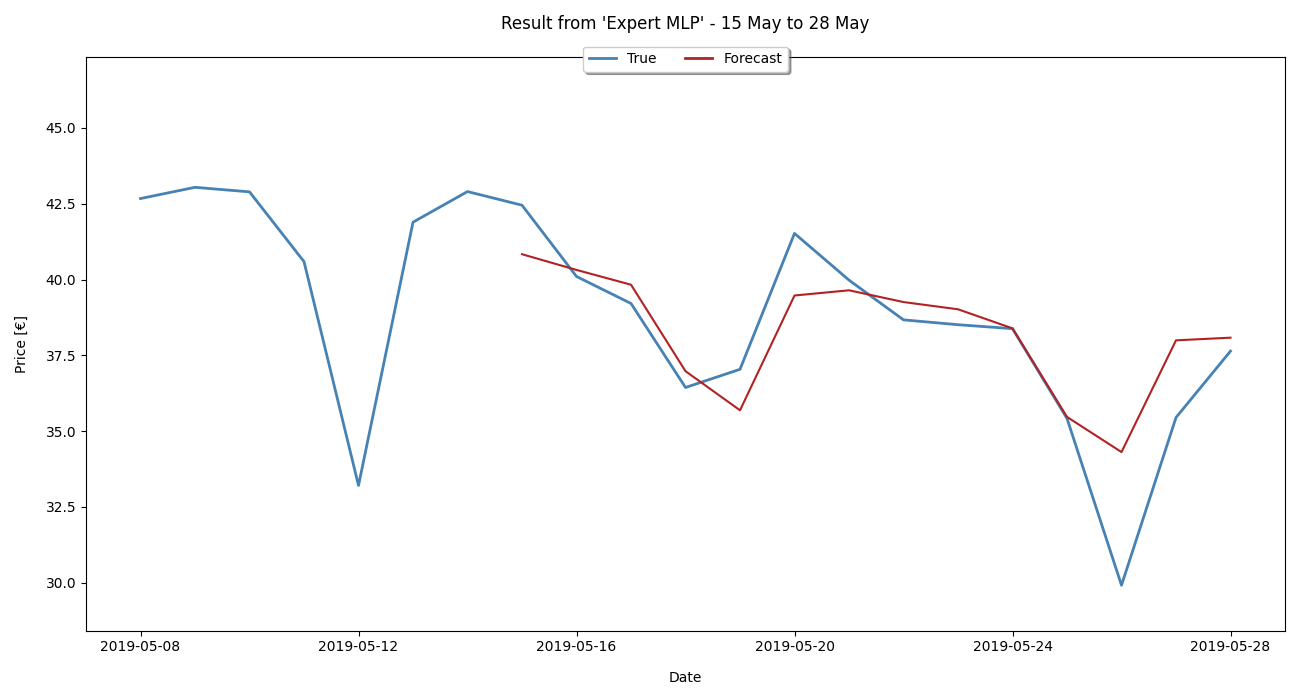 Result from 'Expert MLP' - 15 May to 28 May
True Forecast
45.0
42.5
40.0
37.5
35.0
32.5
30.0
Price [€]
2019-05-08 2019-05-12 2019-05-16 2019-05-20 2019-05-24 2019-05-28
Date